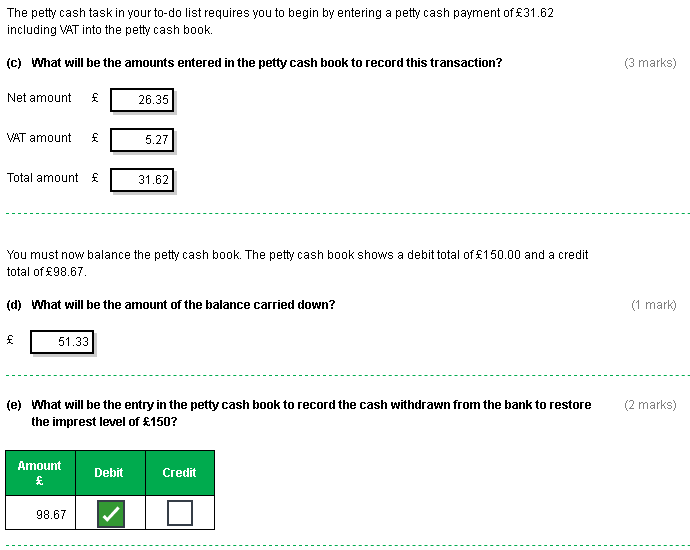 The petty cash task in your to-do list requires you to begin by entering a petty cash payment of £31.62
including VAT into the petty cash book.
(c) What will be the amounts entered in the petty cash book to record this transaction? (3 marks)
Net amount £ 26.35
VAT amount £ 5.27
Total amount £ 31.62
You must now balance the petty cash book. The petty cash book shows a debit total of £150.00 and a credit
total of £98.67.
(d) What will be the amount of the balance carried down? (1 mark)
£ 51.33
(e) What will be the entry in the petty cash book to record the cash withdrawn from the bank to restore (2 marks)
the imprest level of £150?
Amount
£ Debit Credit
98.67